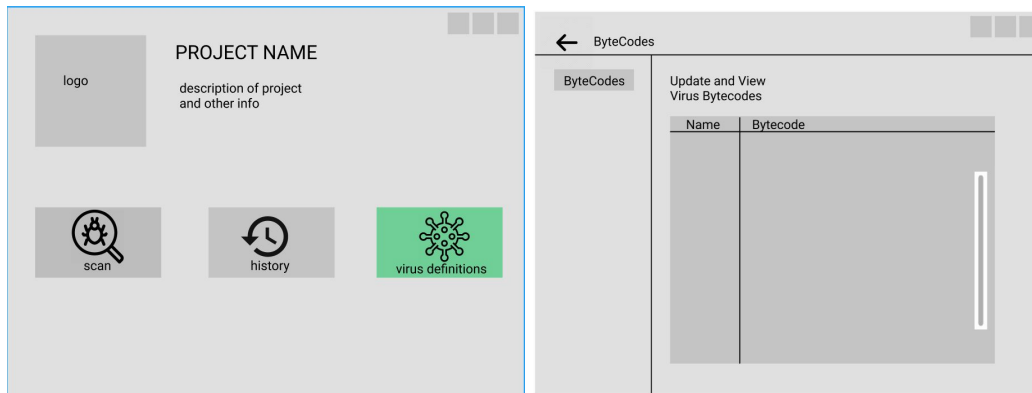 logo
PROJECT NAME
description of project
and other info
scan
history
virus definitions
ByteCodes
ByteCodes
Update and View
Virus Bytecodes
Name Bytecode